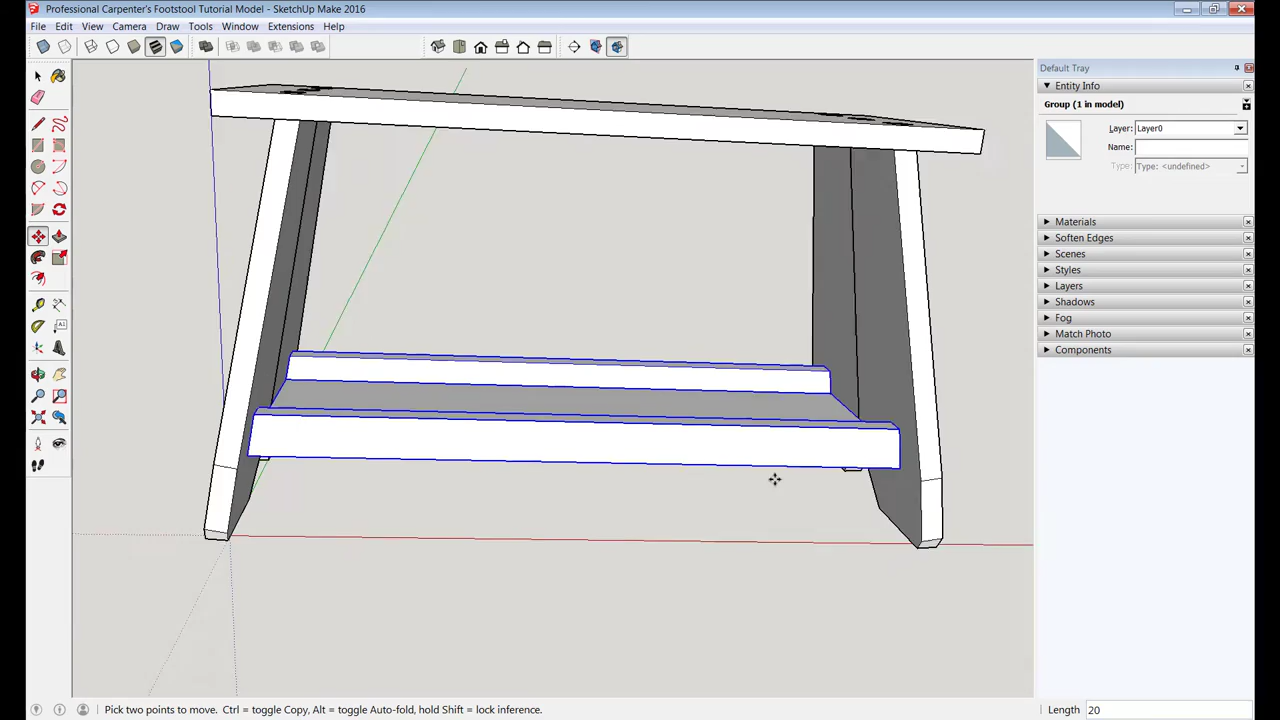 Professional Carpenter's Footstool Tutorial Model - SketchUp Make 2016
File Edit View Camera Draw Tools Window Extensions Help
Default Tray
Entity Info
Group (1 in model)
Layer: Layer0
Name:
Type: Type: <undefined>
Materials
Soften Edges
Scenes
Styles
Layers
Shadows
Fog
Match Photo
Components
Pick two points to move. Ctrl = toggle Copy, Alt = toggle Auto-fold, hold Shift = lock inference.
Length 20